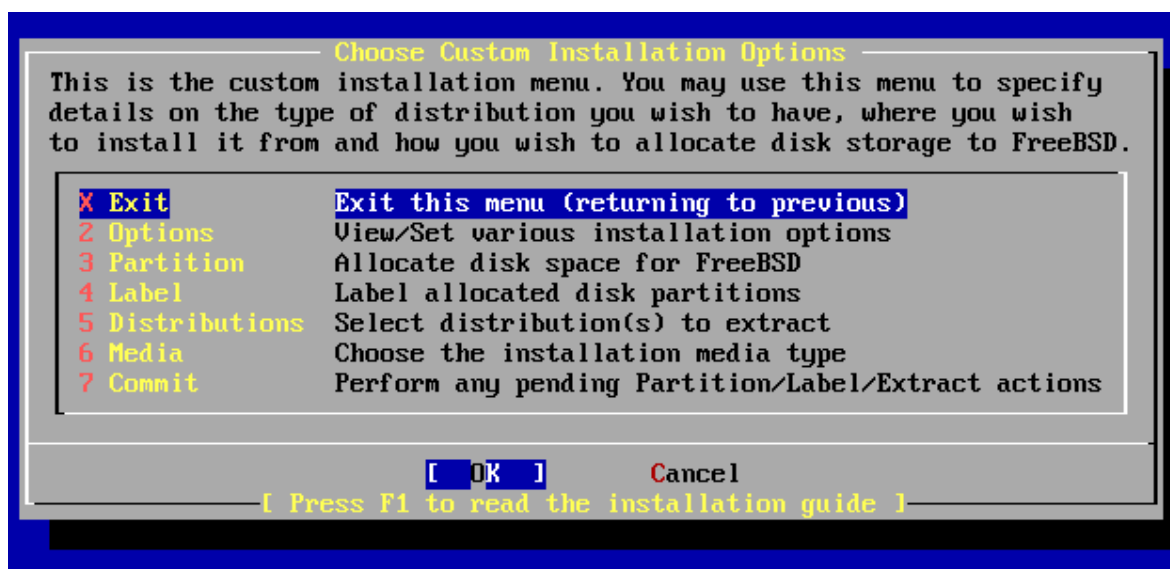 Choose Custom Installation Options
This is the custom installation menu. You may use this menu to specify
details on the type of distribution you wish to have, where you wish
to install it from and how you wish to allocate disk storage to FreeBSD.
X Exit Exit this menu (returning to previous)
2 Options View/Set various installation options
3 Partition Allocate disk space for FreeBSD
4 Label Label allocated disk partitions
5 Distributions Select distribution(s) to extract
6 Media Choose the installation media type
7 Commit Perform any pending Partition/Label/Extract actions
[ OK ] Cancel
[ Press F1 to read the installation guide ]